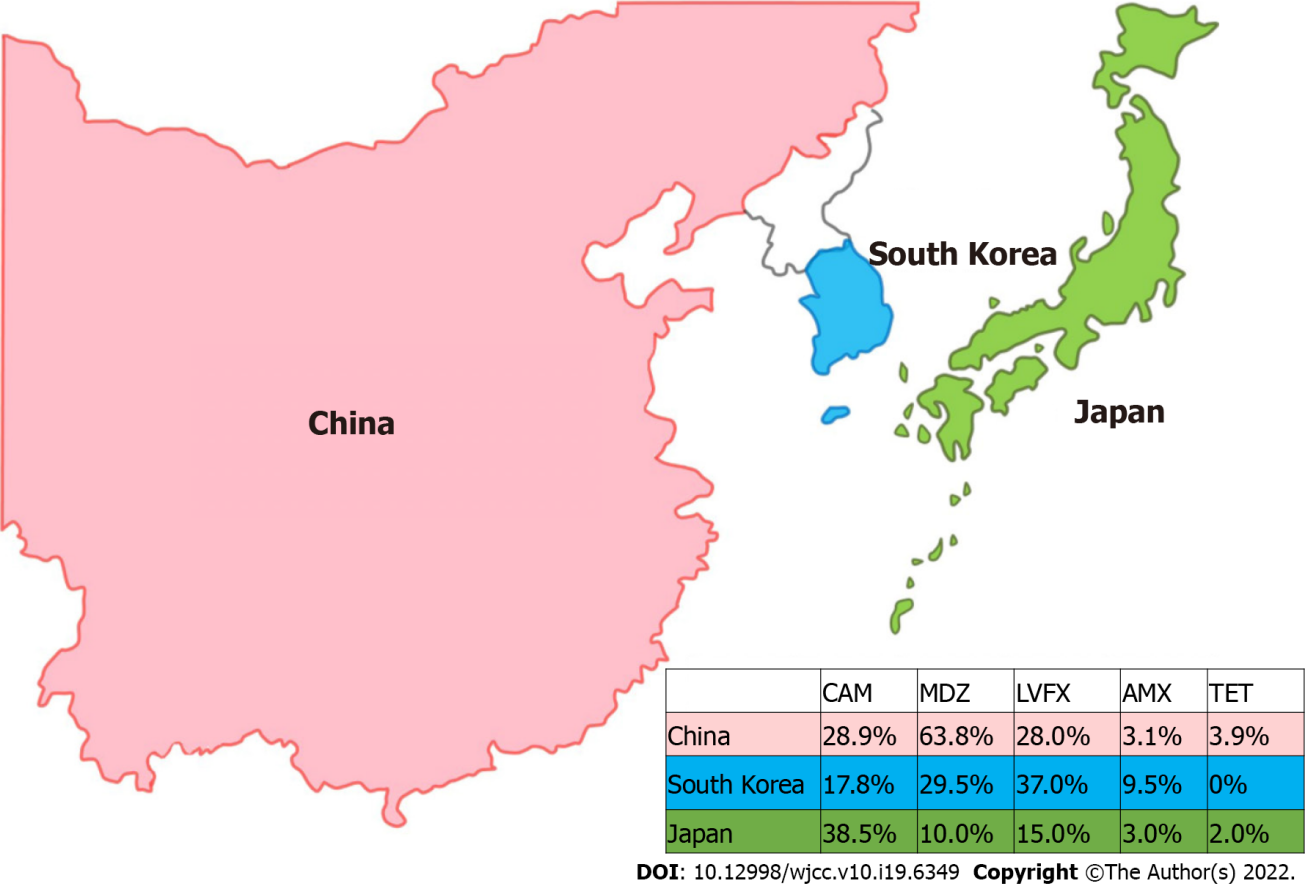 South Korea
China
Japan
CAM MDZ LVFX AMX TET
China 28.9% 63.8% 28.0% 3.1% 3.9%
South Korea 17.8% 29.5% 37.0% 9.5% 0%
Japan 38.5% 10.0% 15.0% 3.0% 2.0%
DOI: 10.12998/wjcc.v10.i19.6349 Copyright ©The Author(s) 2022.